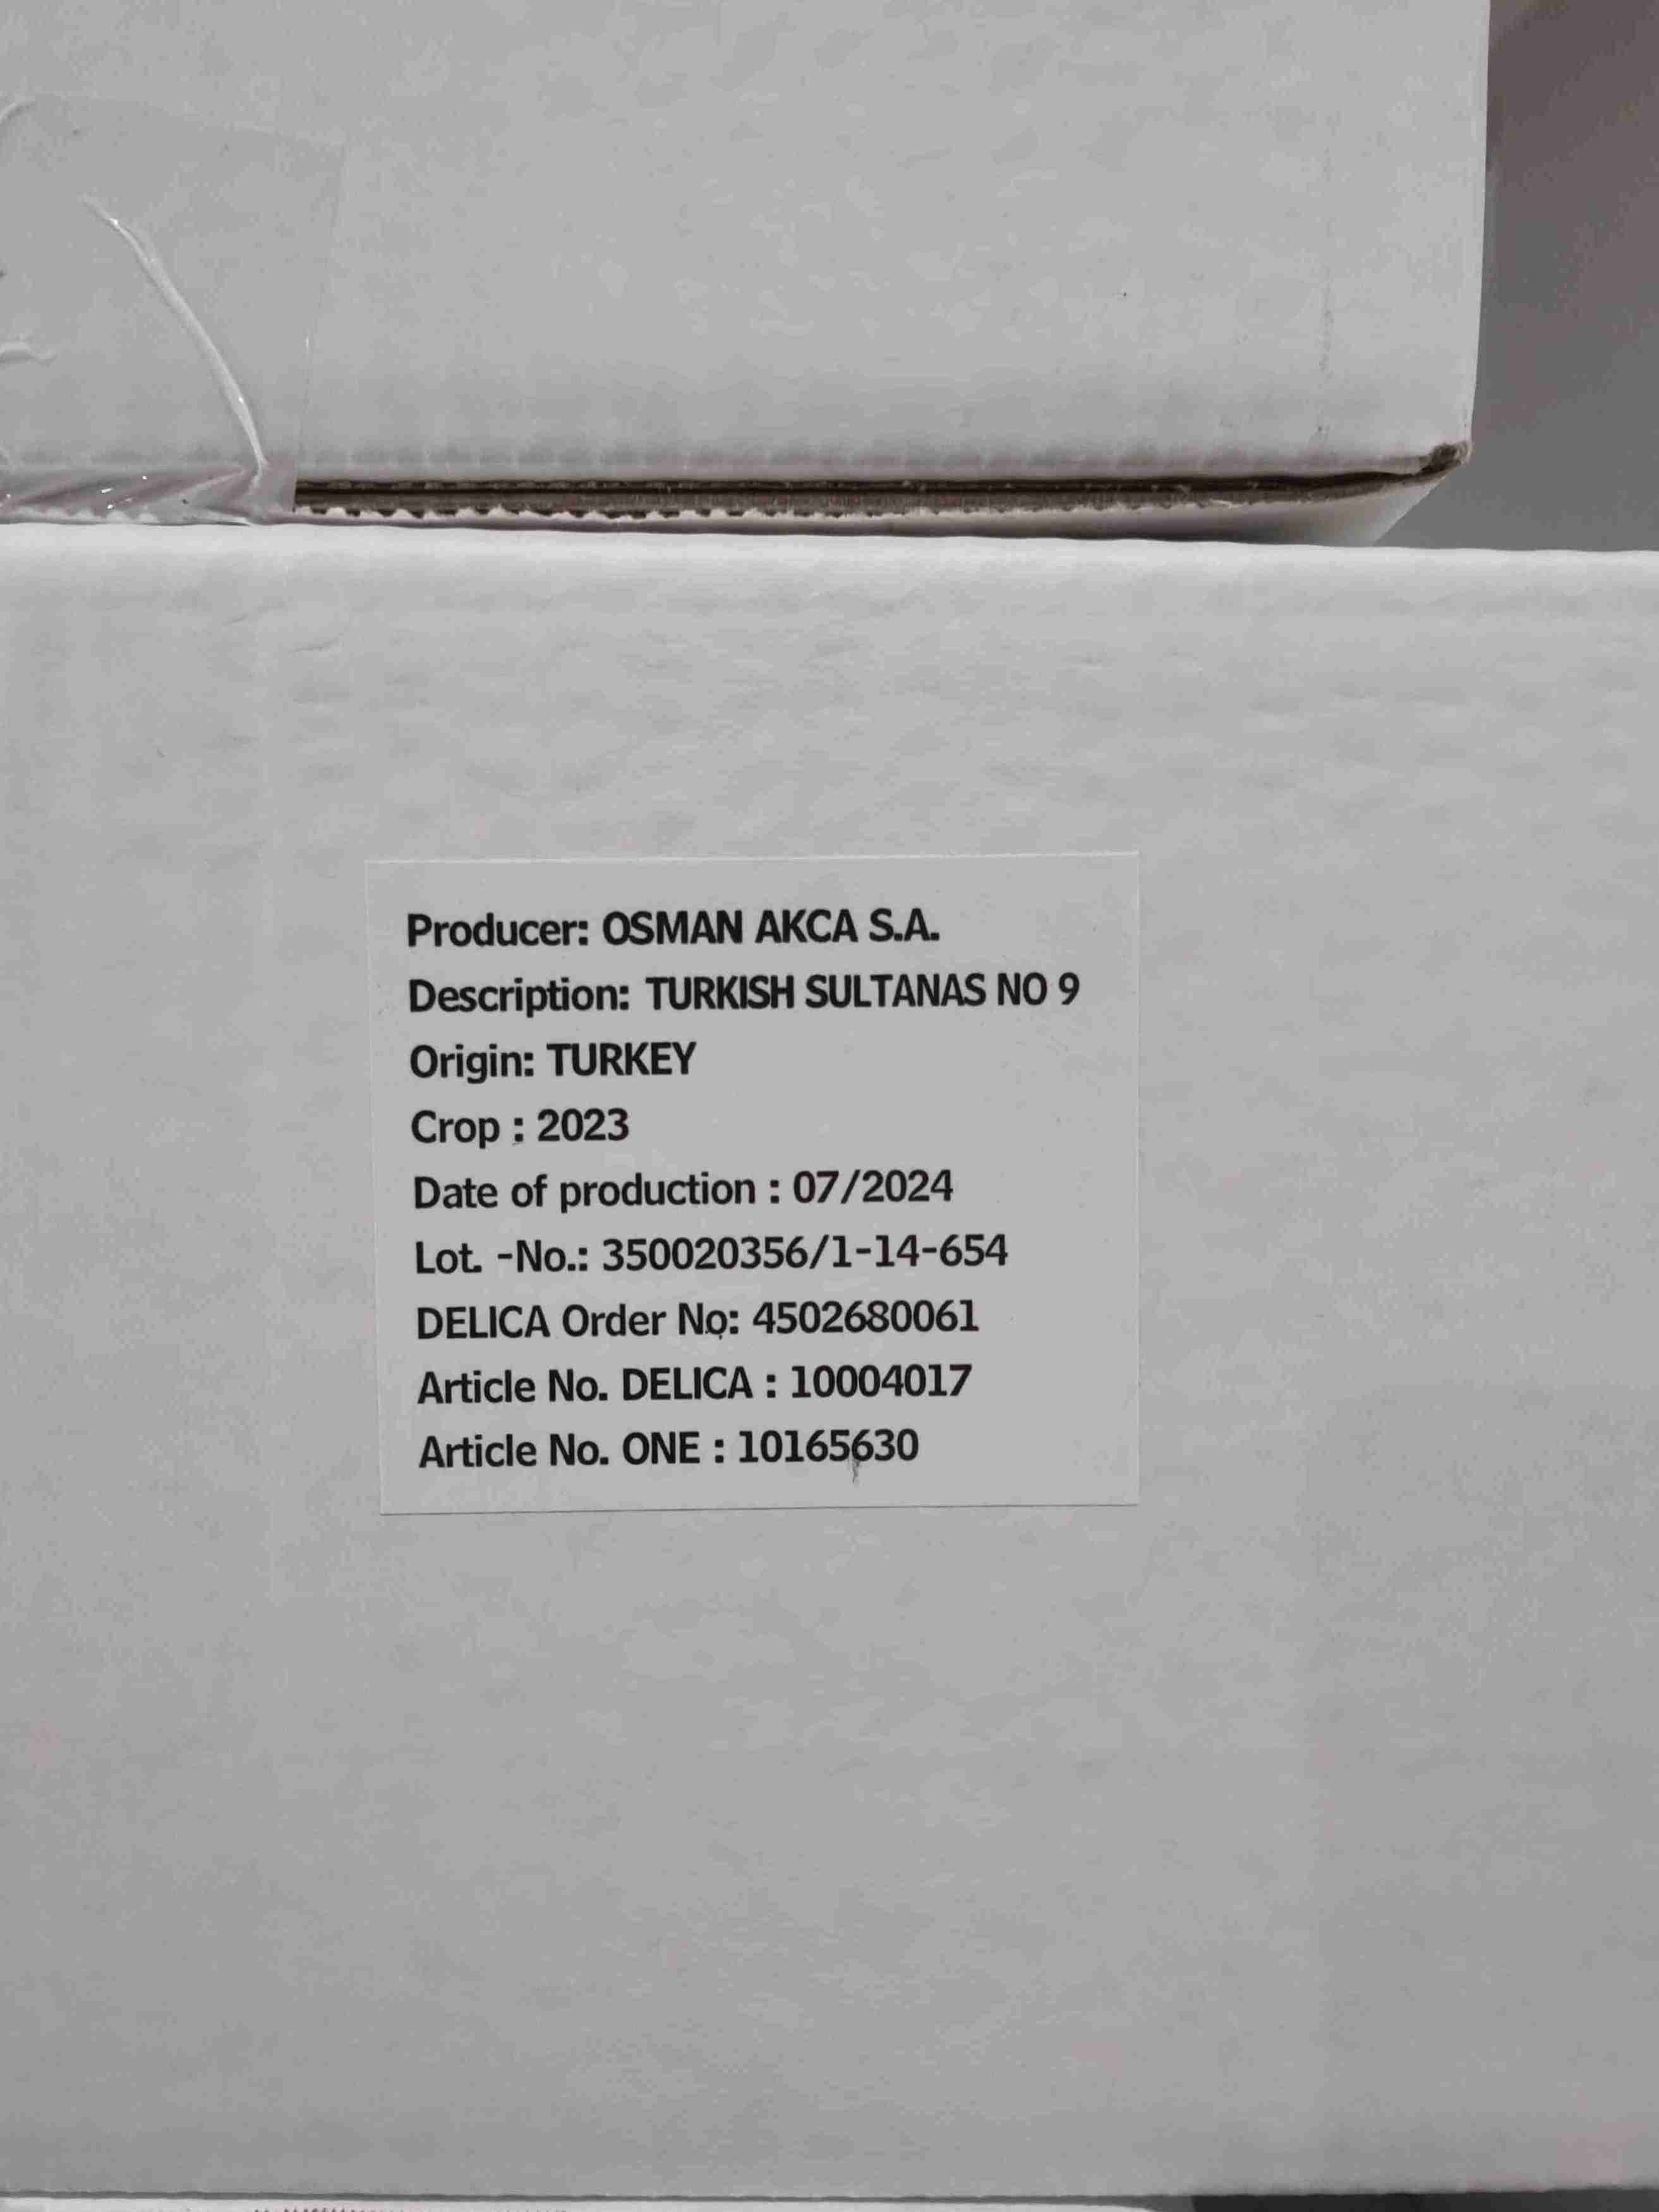 Producer: OSMAN AKCA S.A.
Description: TURKISH SULTANAS NO 9
Origin: TURKEY
Crop : 2023
Date of production : 07/2024
Lot. -No.: 350020356/1-14-654
DELICA Order No: 4502680061
Article No. DELICA : 10004017
Article No. ONE : 10165630